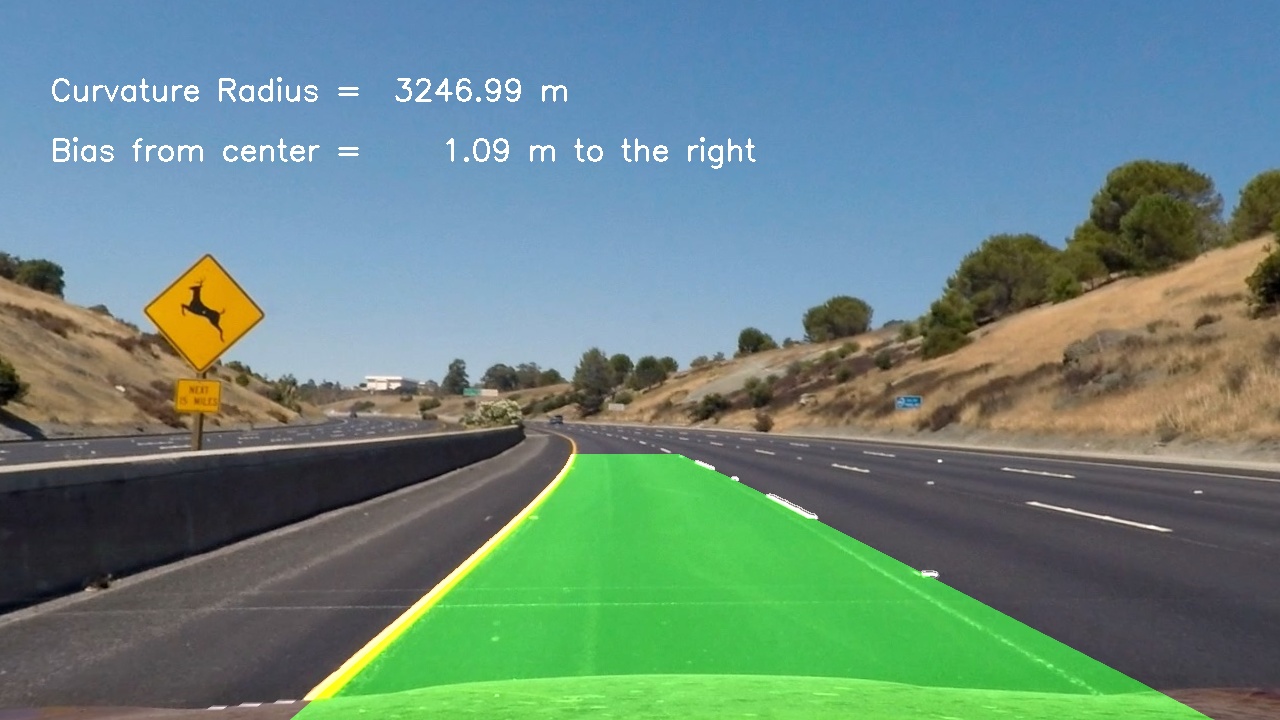 Curvature Radius = 3246.99 m
Bias from center = 1.09 m to the right
NEXT
15 MILES